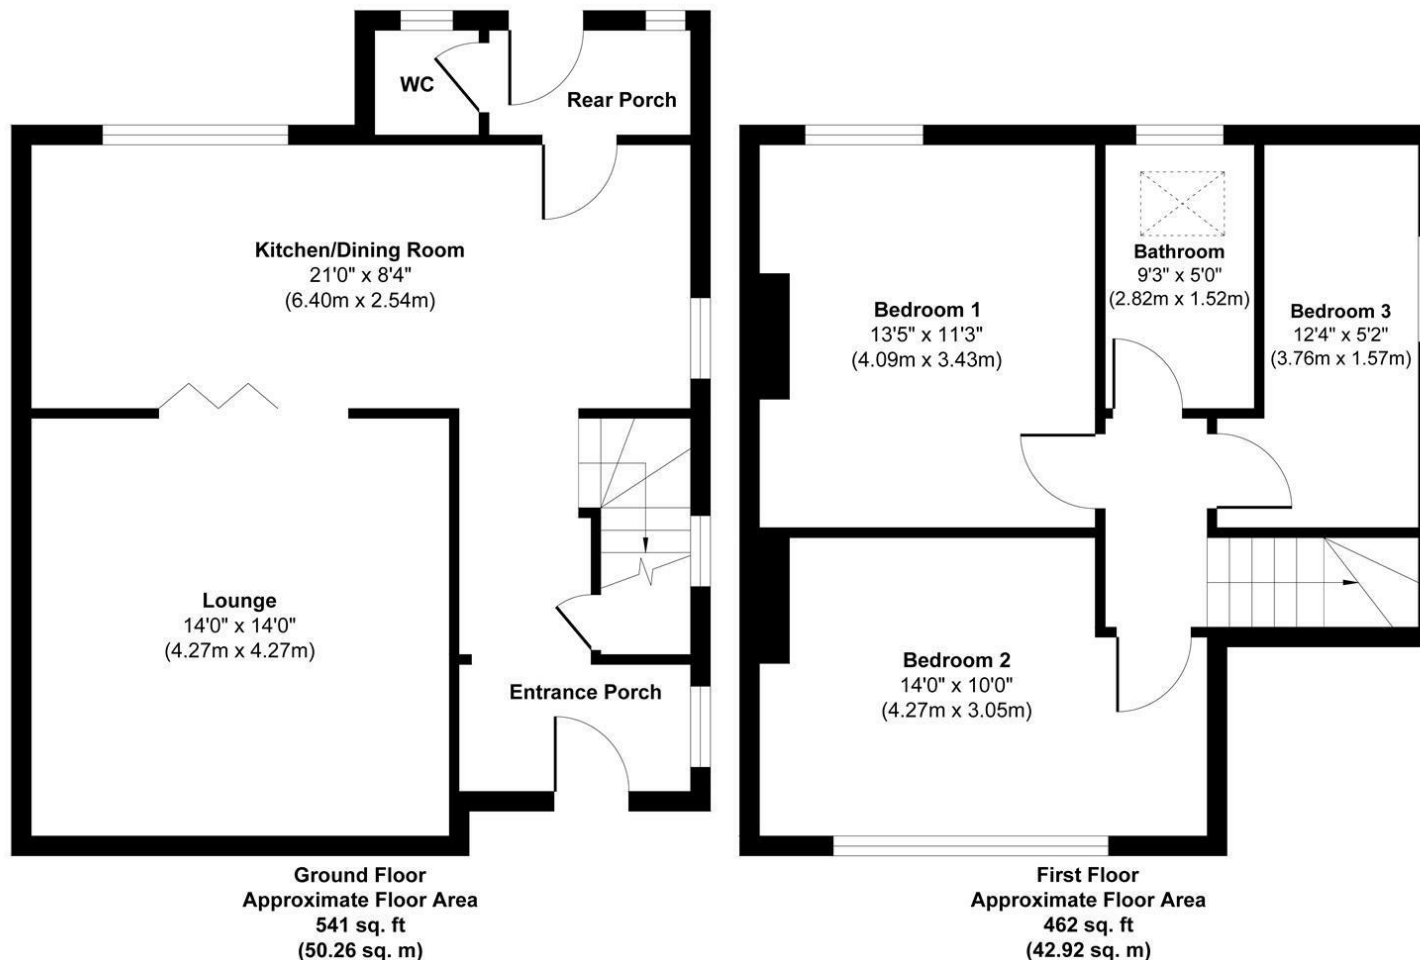 WC
Rear Porch
Kitchen/Dining Room
21'0" x 8'4"
(6.40m x 2.54m)
Lounge
14'0" x 14'0"
(4.27m x 4.27m)
Entrance Porch
Ground Floor
Approximate Floor Area
541 sq. ft
(50.26 sq. m)
Bedroom 1
13'5" x 11'3"
(4.09m x 3.43m)
Bathroom
9'3" x 5'0"
(2.82m x 1.52m)
Bedroom 3
12'4" x 5'2"
(3.76m x 1.57m)
Bedroom 2
14'0" x 10'0"
(4.27m x 3.05m)
First Floor
Approximate Floor Area
462 sq. ft
(42.92 sq. m)